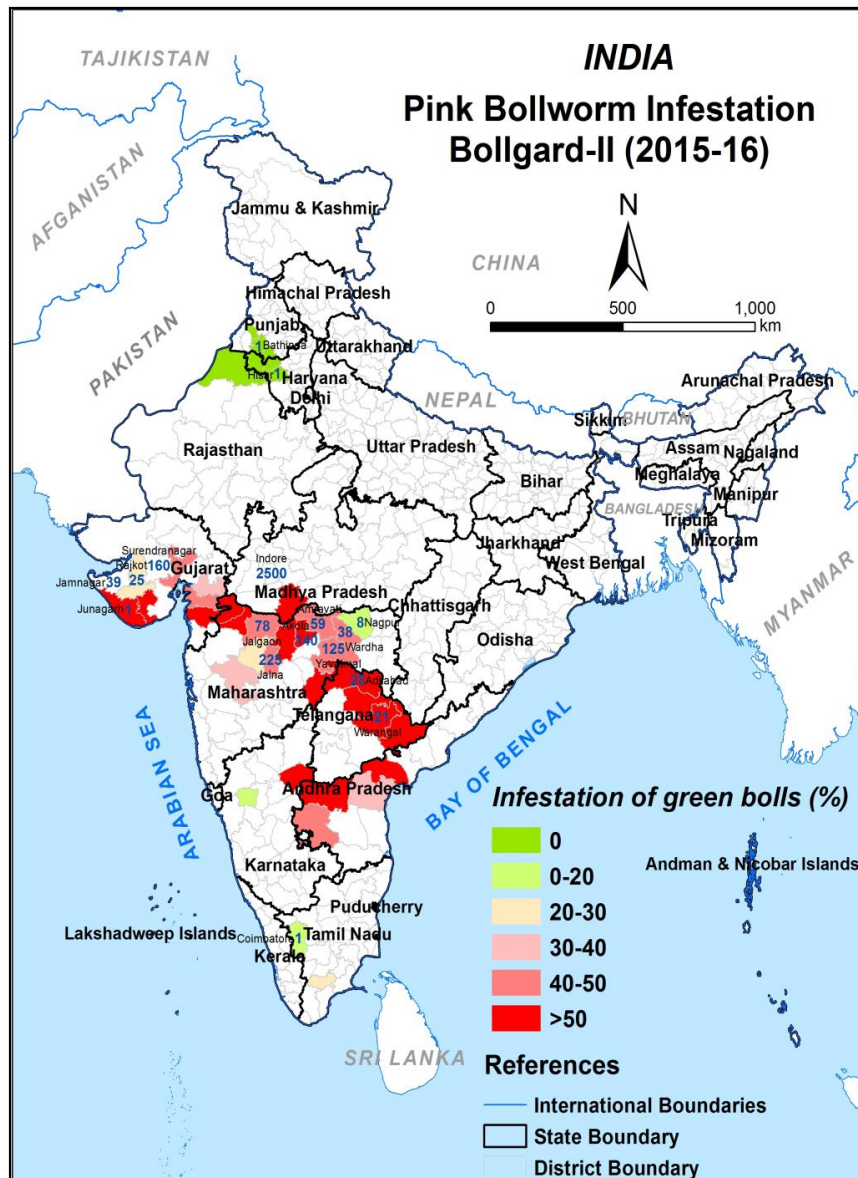 TAJIKISTAN
INDIA
Pink Bollworm Infestation
Bollgard-II (2015-16)
AFGANISTAN
Jammu & Kashmir
N
CHINA
Himachal Pradesh
0 500 1,000
km
Punjab
1 Bathinda
Uttarakhand
PAKISTAN
Hisar 1
Haryana
Delhi
NEPAL
Arunachal Pradesh
Sikkim
BHUTAN
Rajasthan
Uttar Pradesh
Assam
Nagaland
Bihar
Meghalaya
Manipur
BANGLADESH
Tripura
Mizoram
Surendranagar
Rajkot 160
Gujarat
Indore
2500
Jharkhand
West Bengal
Jamnagar 39
25
Madhya Pradesh
MYANMAR
Junagarh 1
Chhattisgarh
Amravati
78
Akola
59
8 Nagpur
Odisha
Jalgaon
140
38
125 Wardha
225
Jalna
Yavatmal
28 Adilabad
Maharashtra
Telangana
21
Warangal
ARABIAN SEA
BAY OF BENGAL
Goa
Andhra Pradesh
Infestation of green bolls (%)
0
0-20
20-30
30-40
40-50
>50
Karnataka
Andman & Nicobar Islands
Puducherry
Lakshadweep Islands
Coimbatore 1
Tamil Nadu
Kerala
SRI LANKA
References
International Boundaries
State Boundary
District Boundary